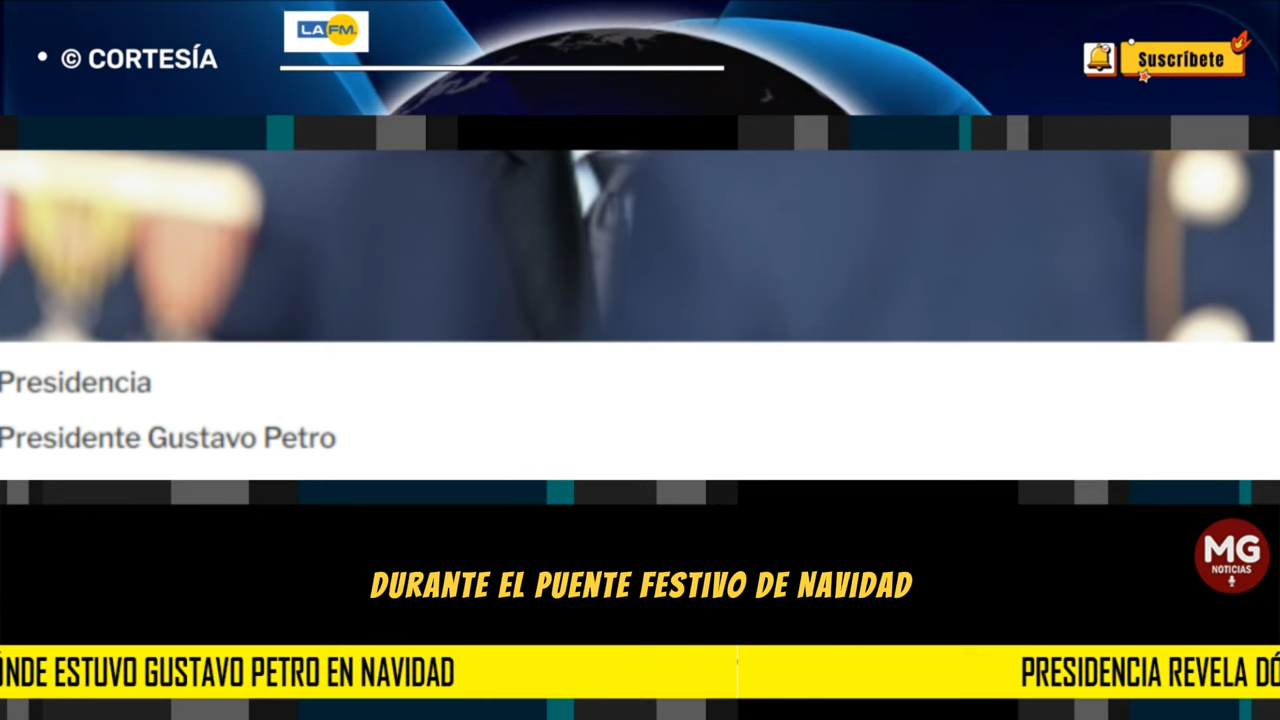 LA FM.
• © CORTESÍA
Suscríbete
Presidencia
Presidente Gustavo Petro
MG
NOTICIAS
DURANTE EL PUENTE FESTIVO DE NAVIDAD
ÓNDE ESTUVO GUSTAVO PETRO EN NAVIDAD
PRESIDENCIA REVELA DÓ